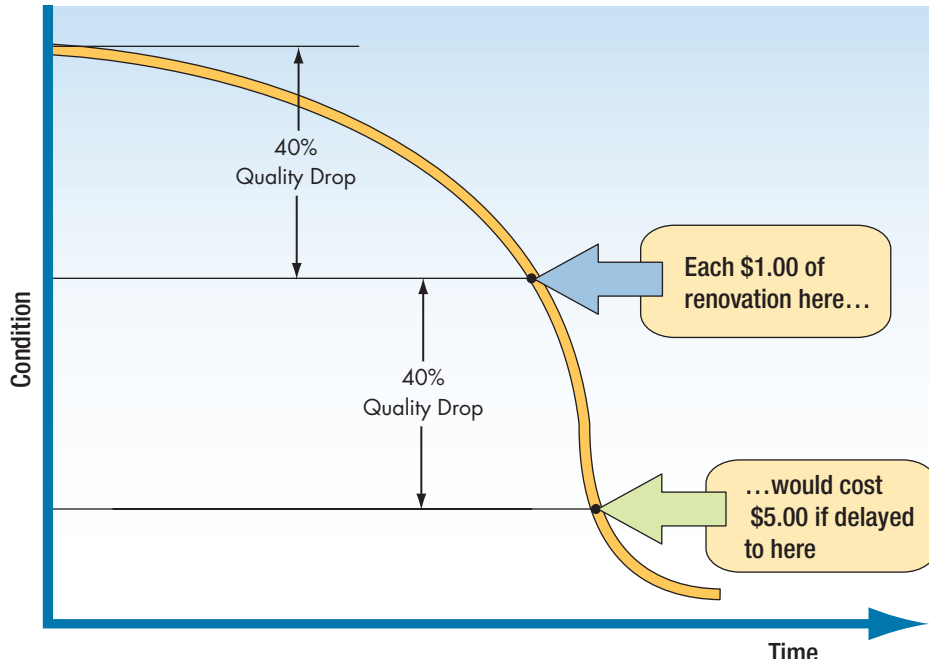 40%
Quality Drop
Each $1.00 of
renovation here…
Condition
40%
Quality Drop
…would cost
$5.00 if delayed
to here
Time